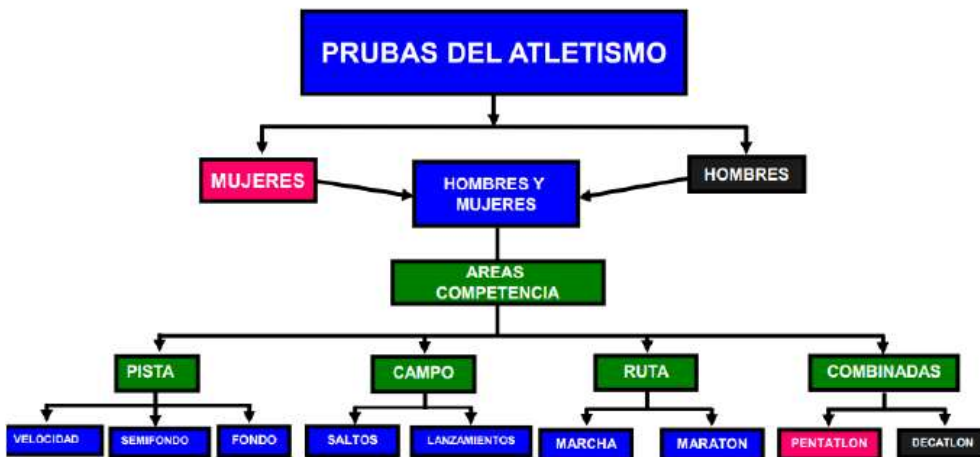 PRUBAS DEL ATLETISMO
MUJERES
HOMBRES Y
MUJERES
HOMBRES
AREAS
COMPETENCIA
PISTA
CAMPO
RUTA
COMBINADAS
VELOCIDAD
SEMIFONDO
FONDO
SALTOS
LANZAMIENTOS
MARCHA
MARATON
PENTATLON
DECATLON